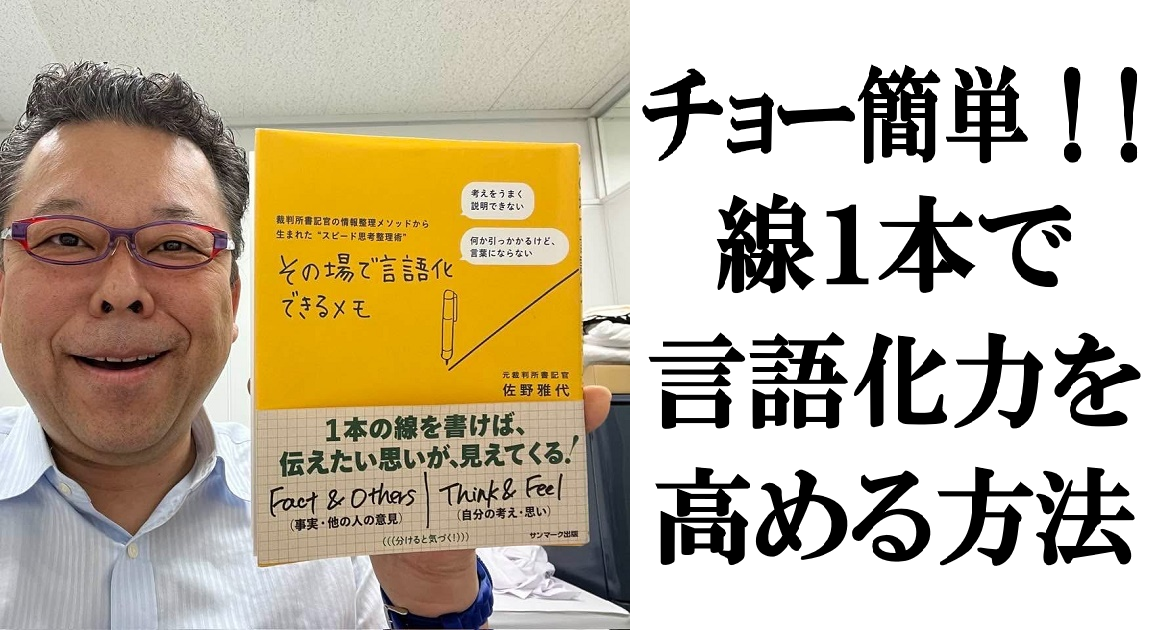 考えをうまく
説明できない
裁判所書記官の情報整理メソッドから
生まれた“スピード思考整理術”
何か引っかかるけど、
言葉にならない
その場で言語化
できるメモ
元裁判所書記官
佐野雅代
1本の線を書けば、
伝えたい思いが、見えてくる!
Fact & Others
(事実・他の人の意見)
Think & Feel
(自分の考え・思い)
(((分けると気づく!)))
サンマーク出版
チョー簡単!!
線1本で
言語化力を
高める方法